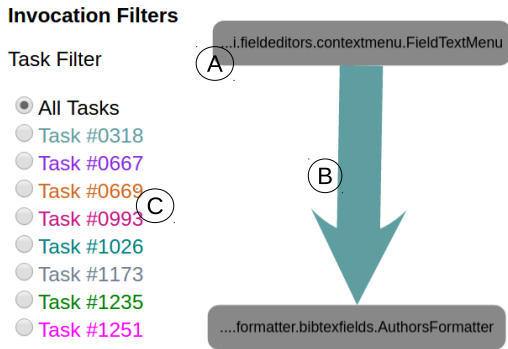 Invocation Filters
Task Filter
All Tasks
Task #0318
Task #0667
Task #0669
Task #0993
Task #1026
Task #1173
Task #1235
Task #1251
A
...i.fieldeditors.contextmenu.FieldTextMenu
B
C
....formatter.bibtexfields.AuthorsFormatter